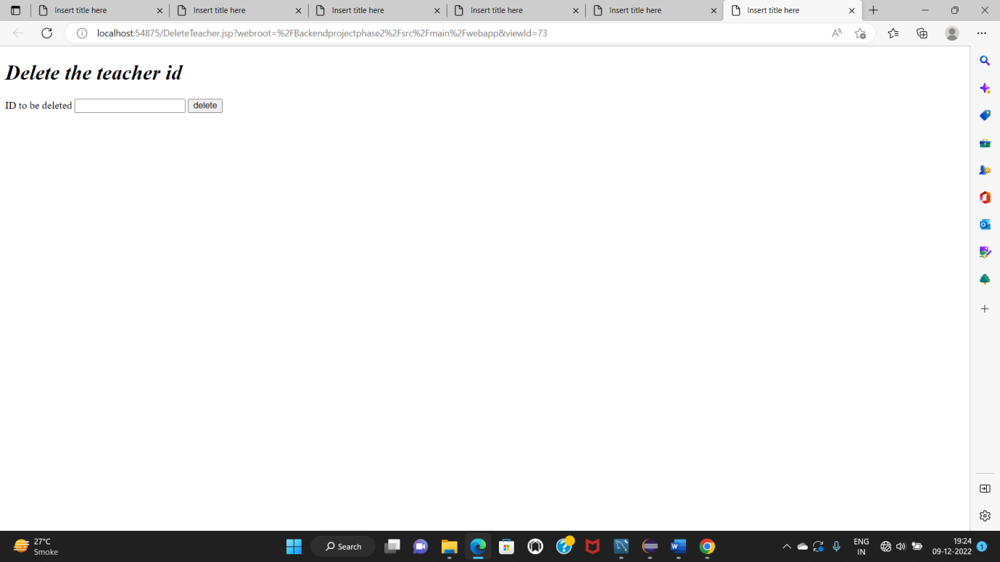 Insert title here
Insert title here
Insert title here
Insert title here
Insert title here
Insert title here
localhost:54875/DeleteTeacher.jsp?webroot=%2FBackendprojectphase2%2Fsrc%2Fmain%2Fwebapp&viewId=73
Delete the teacher id
ID to be deleted delete
27°C
Smoke
Search
ENG
IN
19:24
09-12-2022
1